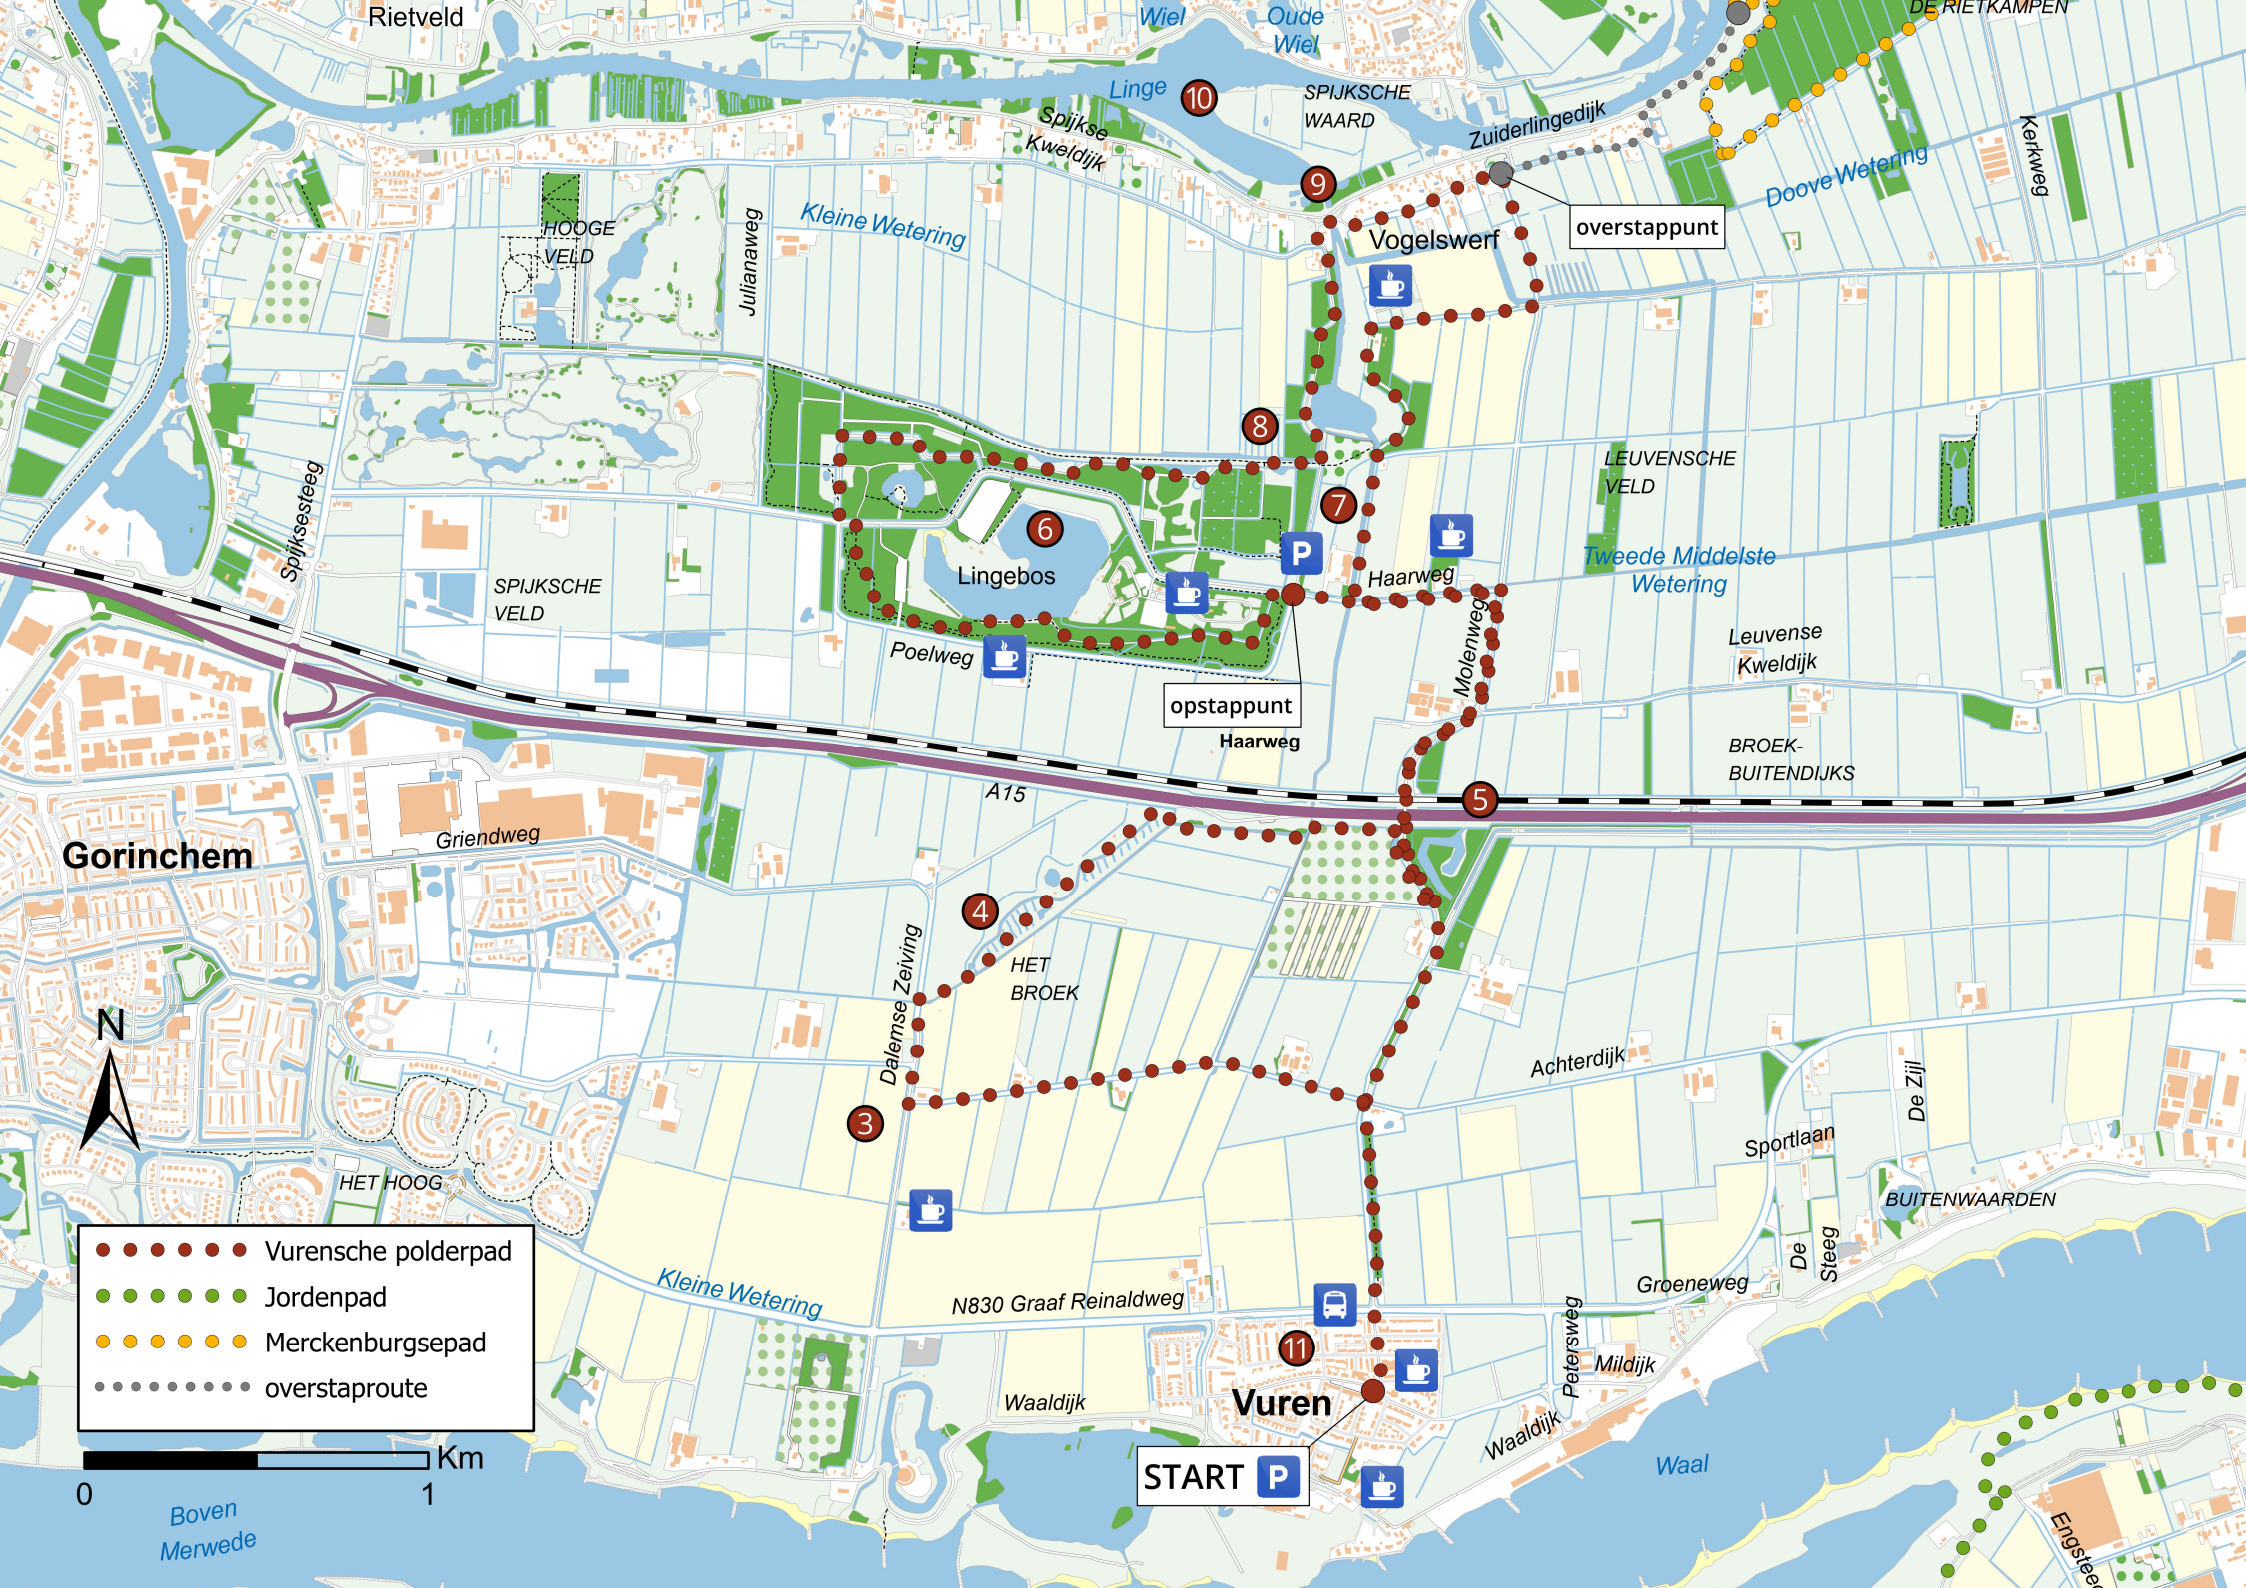 Rietveld
Wiel
Oude
Wiel
DE RIETKAMPEN
Linge
10
SPIJKSCHE
WAARD
Spijkse
Kweldijk
Zuiderlingedijk
Kerkweg
Doove Wetering
9
overstappunt
HOOGE
VELD
Julianaweg
Kleine Wetering
Vogelswerf
8
LEUVENSCHE
VELD
Spijksesteeg
7
6
P
Lingebos
Haarweg
Tweede Middelste
Wetering
SPIJKSCHE
VELD
Poelweg
Molenweg
Leuvense
Kweldijk
opstappunt
Haarweg
BROEK-
BUITENDIJKS
A15
5
Griendweg
Gorinchem
4
Dalemse Zeiving
HET
BROEK
N
Achterdijk
De Zijl
3
Sportlaan
HET HOOG
BUITENWAARDEN
De
Steeg
Vurensche polderpad
Jordenpad
Merckenburgsepad
overstaproute
Kleine Wetering
N830 Graaf Reinaldweg
Groeneweg
Petersweg
Mildijk
11
Vuren
Waaldijk
Waaldijk
START P
Waal
Km
0
1
Boven
Merwede
Engsteeg